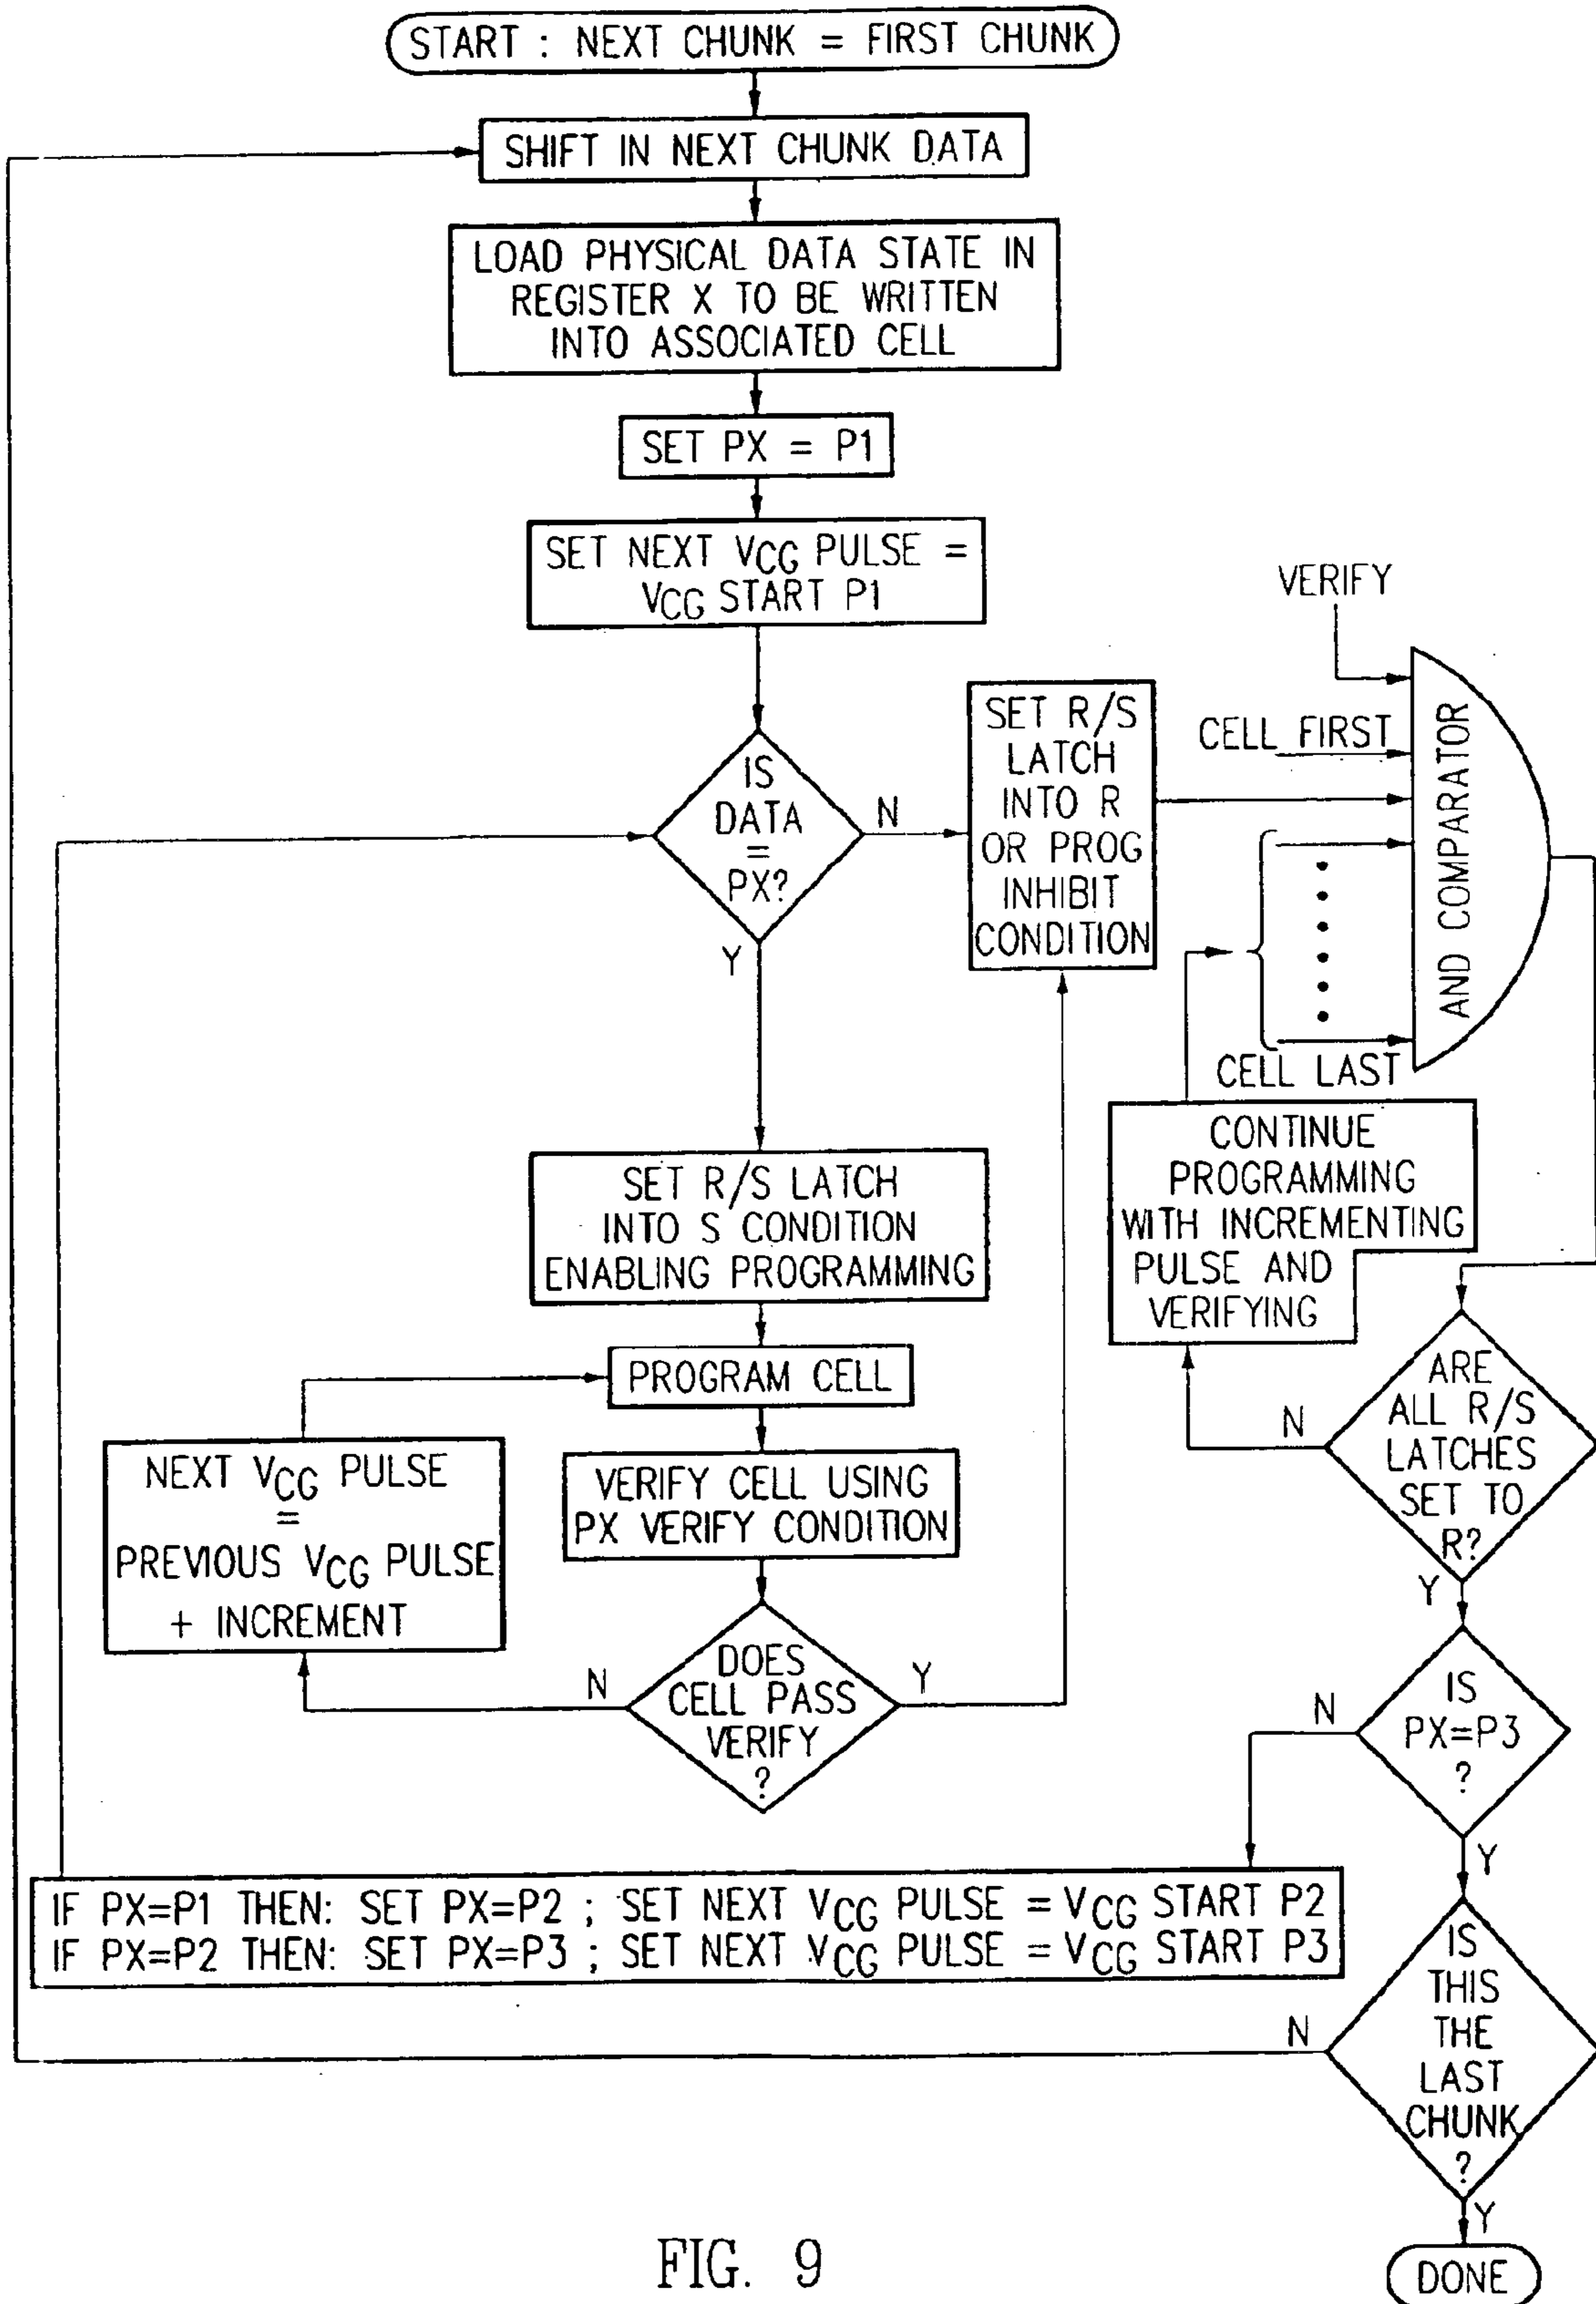 START : NEXT CHUNK = FIRST CHUNK
SHIFT IN NEXT CHUNK DATA
LOAD PHYSICAL DATA STATE IN
REGISTER X TO BE WRITTEN
INTO ASSOCIATED CELL
SET PX = P1
SET NEXT VCG PULSE =
VCG START P1
IS
DATA
=
PX?
N
Y
SET R/S
LATCH
INTO R
OR PROG
INHIBIT
CONDITION
VERIFY
CELL FIRST
CELL LAST
AND COMPARATOR
SET R/S LATCH
INTO S CONDITION
ENABLING PROGRAMMING
PROGRAM CELL
VERIFY CELL USING
PX VERIFY CONDITION
DOES
CELL PASS
VERIFY
?
N
Y
NEXT VCG PULSE
=
PREVIOUS VCG PULSE
+ INCREMENT
CONTINUE
PROGRAMMING
WITH INCREMENTING
PULSE AND
VERIFYING
ARE
ALL R/S
LATCHES
SET TO
R?
N
Y
IS
PX=P3
?
N
Y
IF PX=P1 THEN: SET PX=P2 ; SET NEXT VCG PULSE = VCG START P2
IF PX=P2 THEN: SET PX=P3 ; SET NEXT VCG PULSE = VCG START P3
IS
THIS
THE
LAST
CHUNK
?
N
Y
DONE
FIG. 9